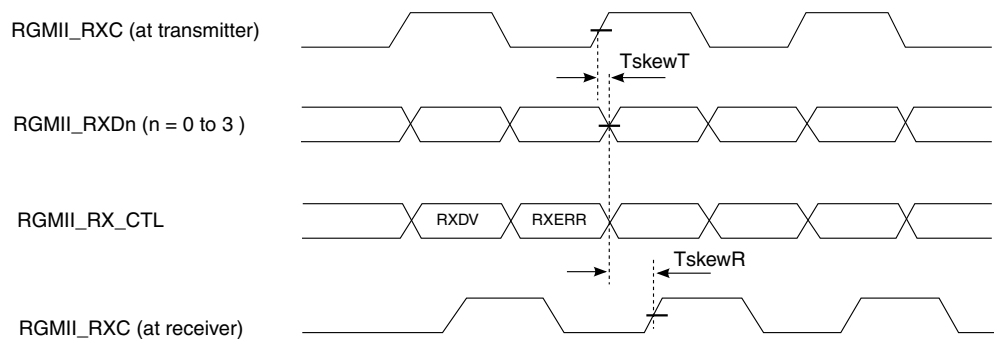 RGMII_RXC (at transmitter)
TskewT
RGMII_RXDn (n = 0 to 3 )
RGMII_RX_CTL
RXDV
RXERR
TskewR
RGMII_RXC (at receiver)